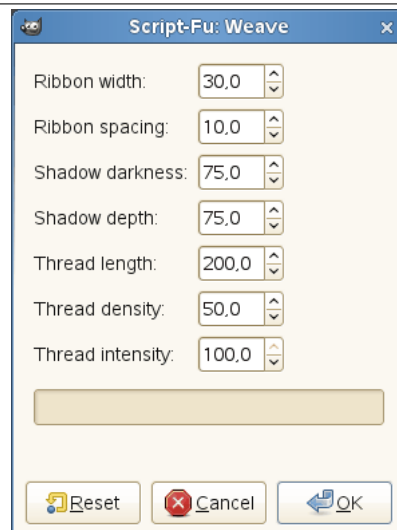 Script-Fu: Weave
Ribbon width: 30,0
Ribbon spacing: 10,0
Shadow darkness: 75,0
Shadow depth: 75,0
Thread length: 200,0
Thread density: 50,0
Thread intensity: 100,0
Reset Cancel OK